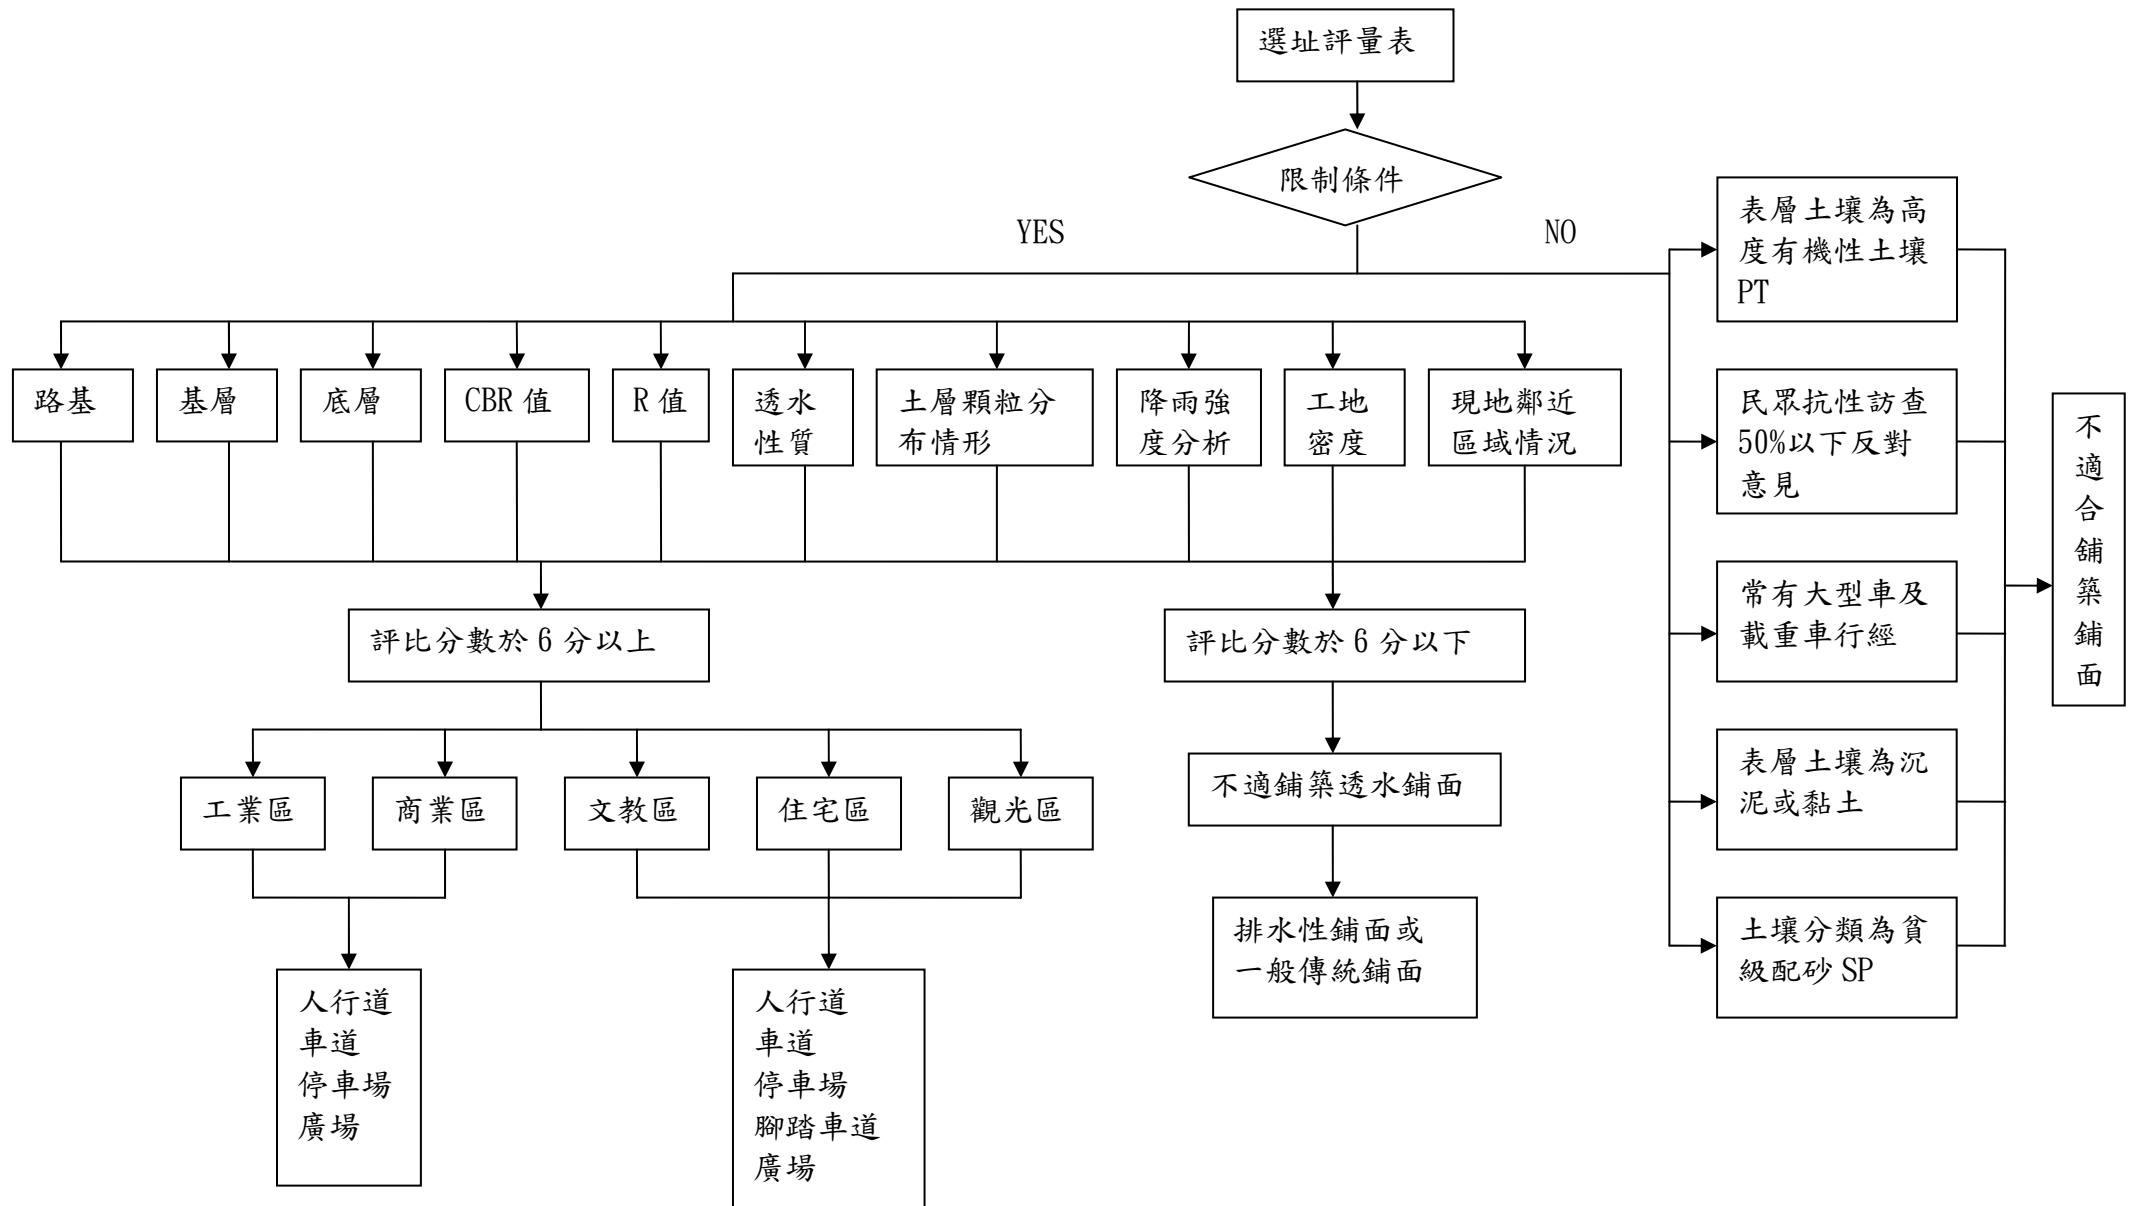 選址評量表
限制條件
YES
NO
表層土壤為高
度有機性土壤
PT
民眾抗性訪查
50%以下反對
意見
常有大型車及
載重車行經
表層土壤為沉
泥或黏土
土壤分類為貧
級配砂 SP
不
適
合
舖
築
鋪
面
路基
基層
底層
CBR 值
R 值
透水
性質
土層顆粒分
布情形
降雨強
度分析
工地
密度
現地鄰近
區域情況
評比分數於 6 分以上
評比分數於 6 分以下
工業區
商業區
文教區
住宅區
觀光區
不適鋪築透水鋪面
排水性鋪面或
一般傳統鋪面
人行道
車道
停車場
廣場
人行道
車道
停車場
腳踏車道
廣場